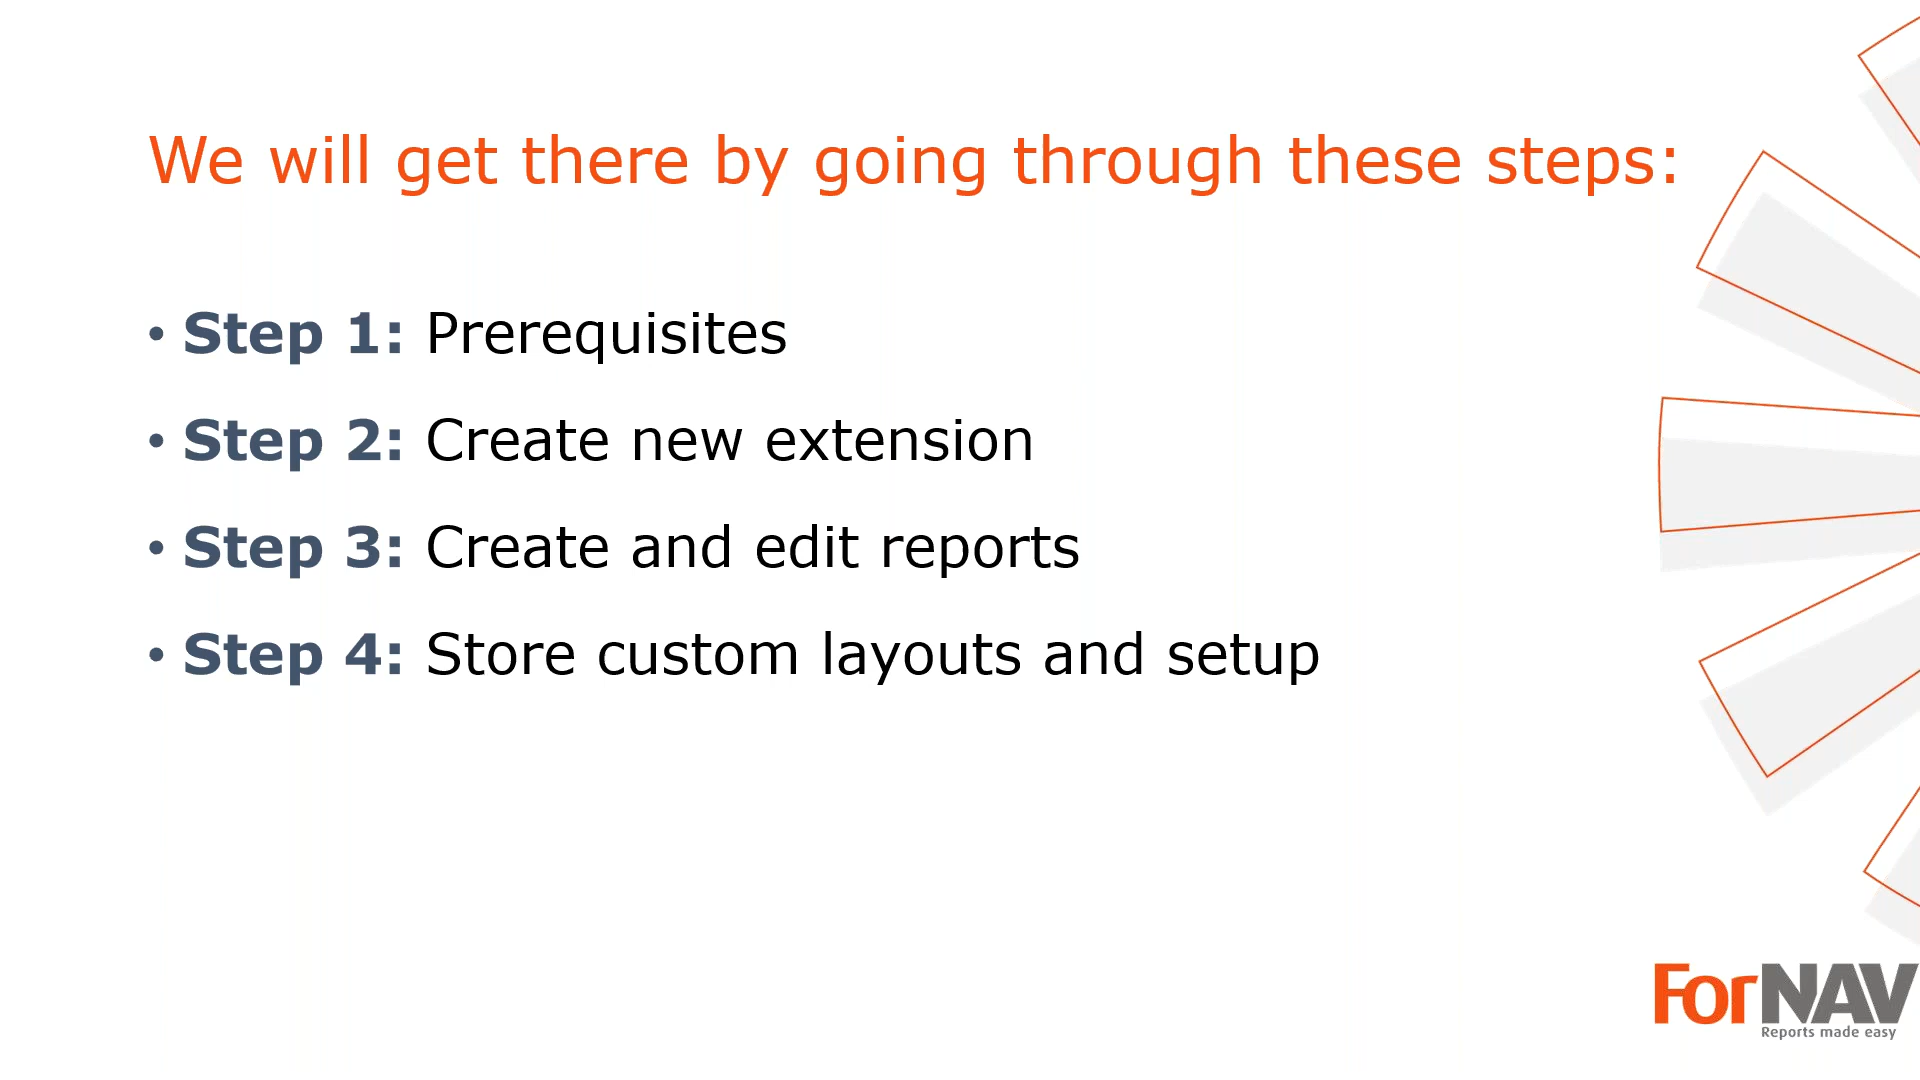 We will get there by going through these steps:
• Step 1: Prerequisites
• Step 2: Create new extension
• Step 3: Create and edit reports
• Step 4: Store custom layouts and setup
ForNAV
Reports made easy